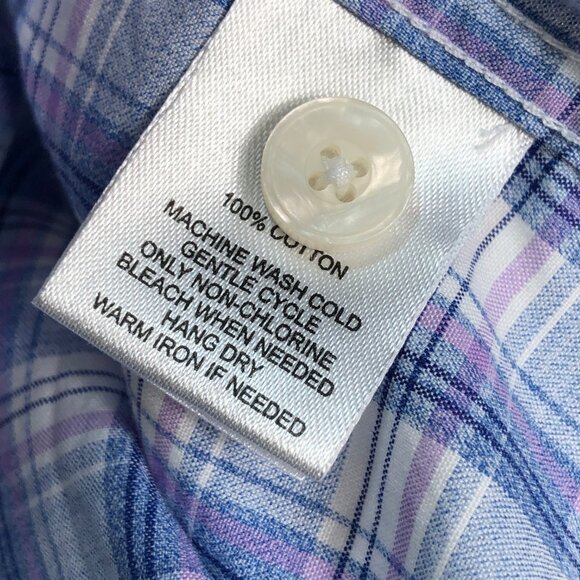 100% COTTON
MACHINE WASH COLD
GENTLE CYCLE
ONLY NON-CHLORINE
BLEACH WHEN NEEDED
HANG DRY
WARM IRON IF NEEDED